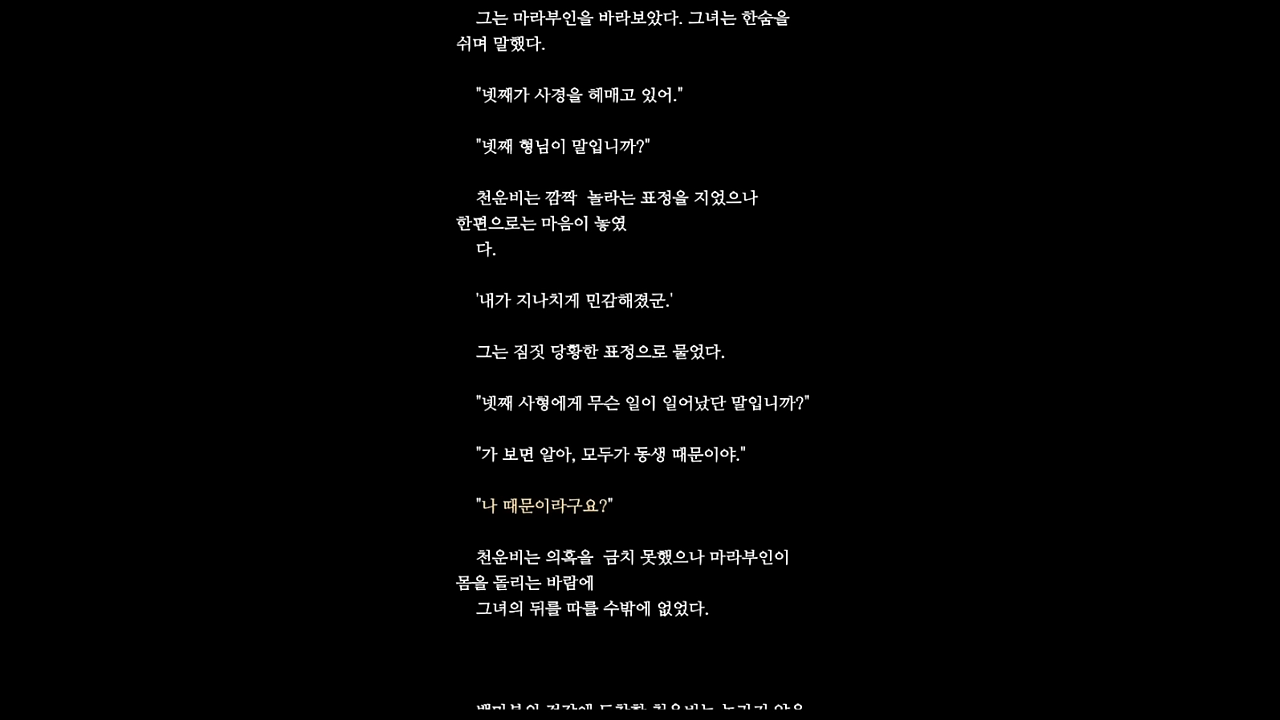 그는 마라부인을 바라보았다. 그녀는 한숨을
쉬며 말했다.
"넷째가 사경을 헤매고 있어."
"넷째 형님이 말입니까?"
천운비는 깜짝  놀라는 표정을 지었으나
한편으로는 마음이 놓였
다.
'내가 지나치게 민감해졌군.'
그는 짐짓 당황한 표정으로 물었다.
"넷째 사형에게 무슨 일이 일어났단 말입니까?"
"가 보면 알아, 모두가 동생 때문이야."
"나 때문이라구요?"
천운비는 의혹을  금치 못했으나 마라부인이
몸을 돌리는 바람에
그녀의 뒤를 따를 수밖에 없었다.